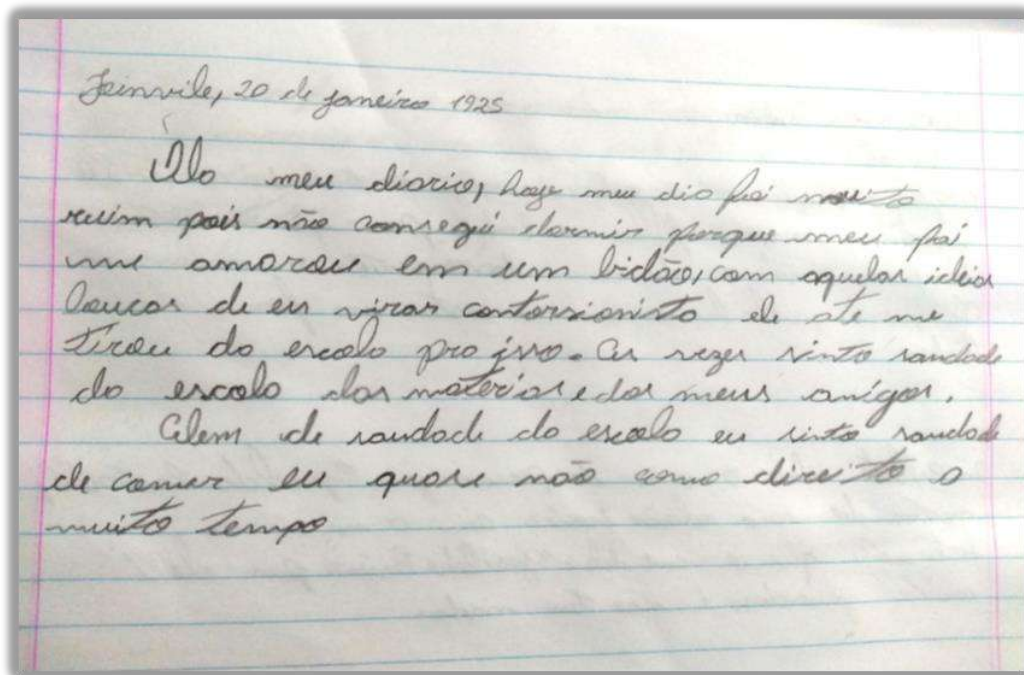 Joinvile, 20 de janeiro 1925
Olo meu diario, hoje meu dia foi muito
ruim pois não consegui dormir porque meu pai
me amarou em um bidão, com aquelas ideias
loucas de eu virar contorsionista ele ate me
tirou da escola pro isso. As vezes sinto saudade
da escola das materias e dos meus amigos.
Alem de saudade da escola eu sinto saudade
de comer eu quase não como direito a
muito tempo